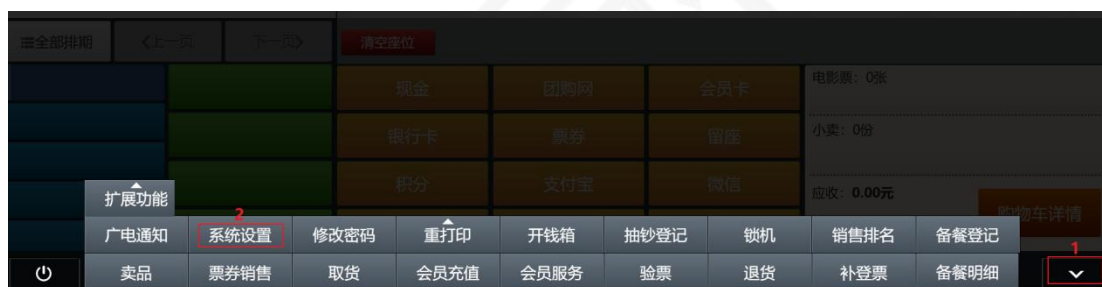 全部排期 上一页 下一页 清空座位
现金 团购网 会员卡 电影票：0张
银行卡 票券 留座 小卖：0份
积分 支付宝 微信 应收：0.00元
扩展功能 购物车详情
2
广电通知 系统设置 修改密码 重打印 开钱箱 抽钞登记 锁机 销售排名 备餐登记
1
卖品 票券销售 取货 会员充值 会员服务 验票 退货 补登票 备餐明细